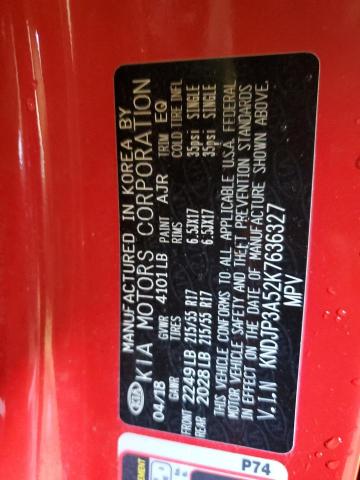 MANUFACTURED IN KOREA BY
KIA MOTORS CORPORATION
KIA
04/18 GVWR 4101LB PAINT AJR TRIM EQ
GAWR TIRES RIMS COLD TIRE INFL
FRONT 2249LB 215/55 R17 6.5JX17 35psi SINGLE
REAR 2028LB 215/55 R17 6.5JX17 35psi SINGLE
THIS VEHICLE CONFORMS TO ALL APPLICABLE U.S.A. FEDERAL
MOTOR VEHICLE SAFETY AND THEFT PREVENTION STANDARDS
IN EFFECT ON THE DATE OF MANUFACTURE SHOWN ABOVE.
V.I.N KNDJP3A52K7636327
MPV
P74